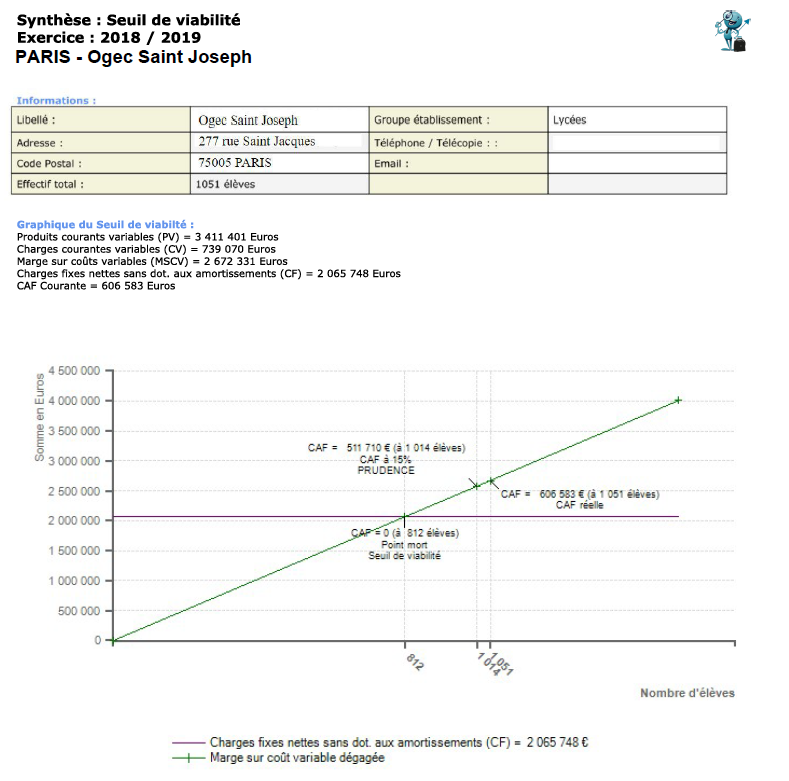 Synthèse : Seuil de viabilité
Exercice : 2018 / 2019
PARIS - Ogec Saint Joseph
Informations :
Libellé : Ogec Saint Joseph Groupe établissement : Lycées
Adresse : 277 rue Saint Jacques Téléphone / Télécopie : :
Code Postal : 75005 PARIS Email :
Effectif total : 1051 élèves
Graphique du Seuil de viabilté :
Produits courants variables (PV) = 3 411 401 Euros
Charges courantes variables (CV) = 739 070 Euros
Marge sur coûts variables (MSCV) = 2 672 331 Euros
Charges fixes nettes sans dot. aux amortissements (CF) = 2 065 748 Euros
CAF Courante = 606 583 Euros
Somme en Euros
4 500 000
4 000 000
3 500 000
3 000 000
2 500 000
2 000 000
1 500 000
1 000 000
500 000
0
CAF = 511 710 € (à 1 014 élèves)
CAF à 15%
PRUDENCE
CAF = 606 583 € (à 1 051 élèves)
CAF réelle
CAF = 0 (à 812 élèves)
Point mort
Seuil de viabilité
812
1 014
1 051
Nombre d'élèves
Charges fixes nettes sans dot. aux amortissements (CF) = 2 065 748 €
Marge sur coût variable dégagée